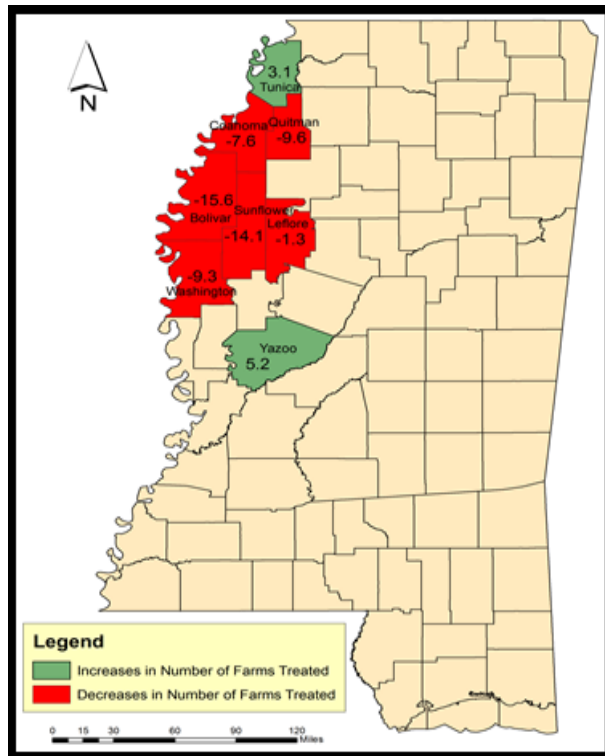 N
3.1
Tunica
Coahoma
-7.6
Quitman
-9.6
-15.6
Bolivar
Sunflower
-14.1
Leflore
-1.3
-9.3
Washington
Yazoo
5.2
Legend
Increases in Number of Farms Treated
Decreases in Number of Farms Treated
0 15 30 60 90 120
Miles